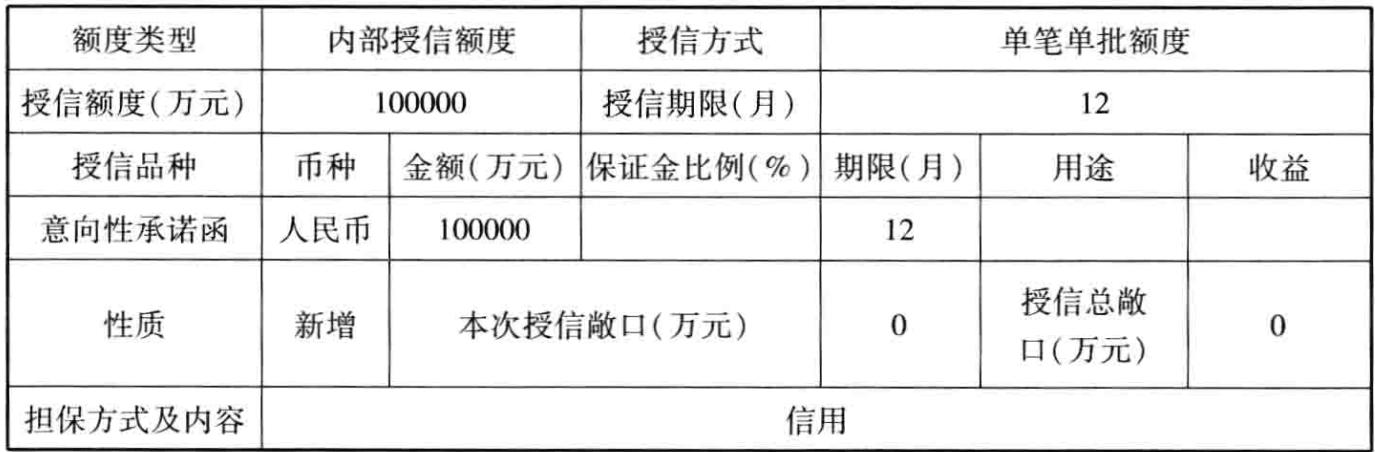 额度类型 内部授信额度 授信方式 单笔单批额度
授信额度(万元) 100000 授信期限(月) 12
授信品种 币种 金额(万元) 保证金比例(%) 期限(月) 用途 收益
意向性承诺函 人民币 100000 12
性质 新增 本次授信敞口(万元) 0 授信总敞
口(万元) 0
担保方式及内容 信用